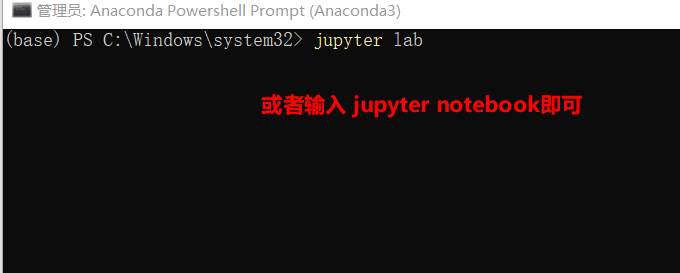 管理员: Anaconda Powershell Prompt (Anaconda3)
(base) PS C:\Windows\system32> jupyter lab
或者输入 jupyter notebook即可